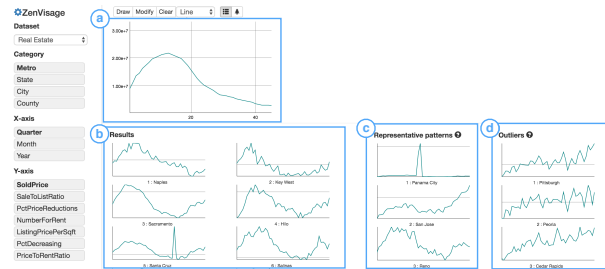 ZenVisage
Dataset
Real Estate
Category
Metro
State
City
County
X-axis
Quarter
Month
Year
Y-axis
SoldPrice
SaleToListRatio
PctPriceReductions
NumberForRent
ListingPricePerSqft
PctDecreasing
PriceToRentRatio
Draw Modify Clear Line
a
3.00e+7
2.00e+7
1.00e+7
20 40
b Results
1 : Naples 2 : Key West
3 : Sacramento 4 : Hilo
5 : Santa Cruz 6 : Salinas
c Representative patterns ?
1 : Panama City
2 : San Jose
3 : Reno
d Outliers ?
1 : Pittsburgh
2 : Peoria
3 : Cedar Rapids